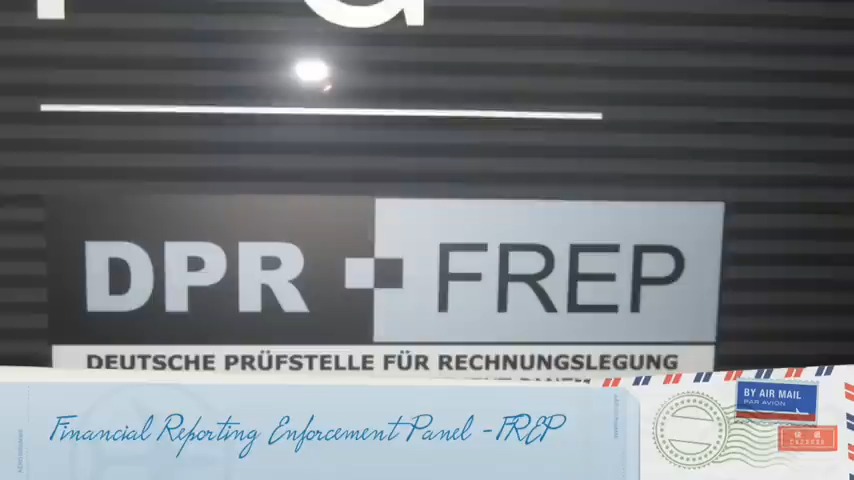 DPR FREP
DEUTSCHE PRÜFSTELLE FÜR RECHNUNGSLEGUNG
Financial Reporting Enforcement Panel - FREP
BY AIR MAIL
PAR AVION